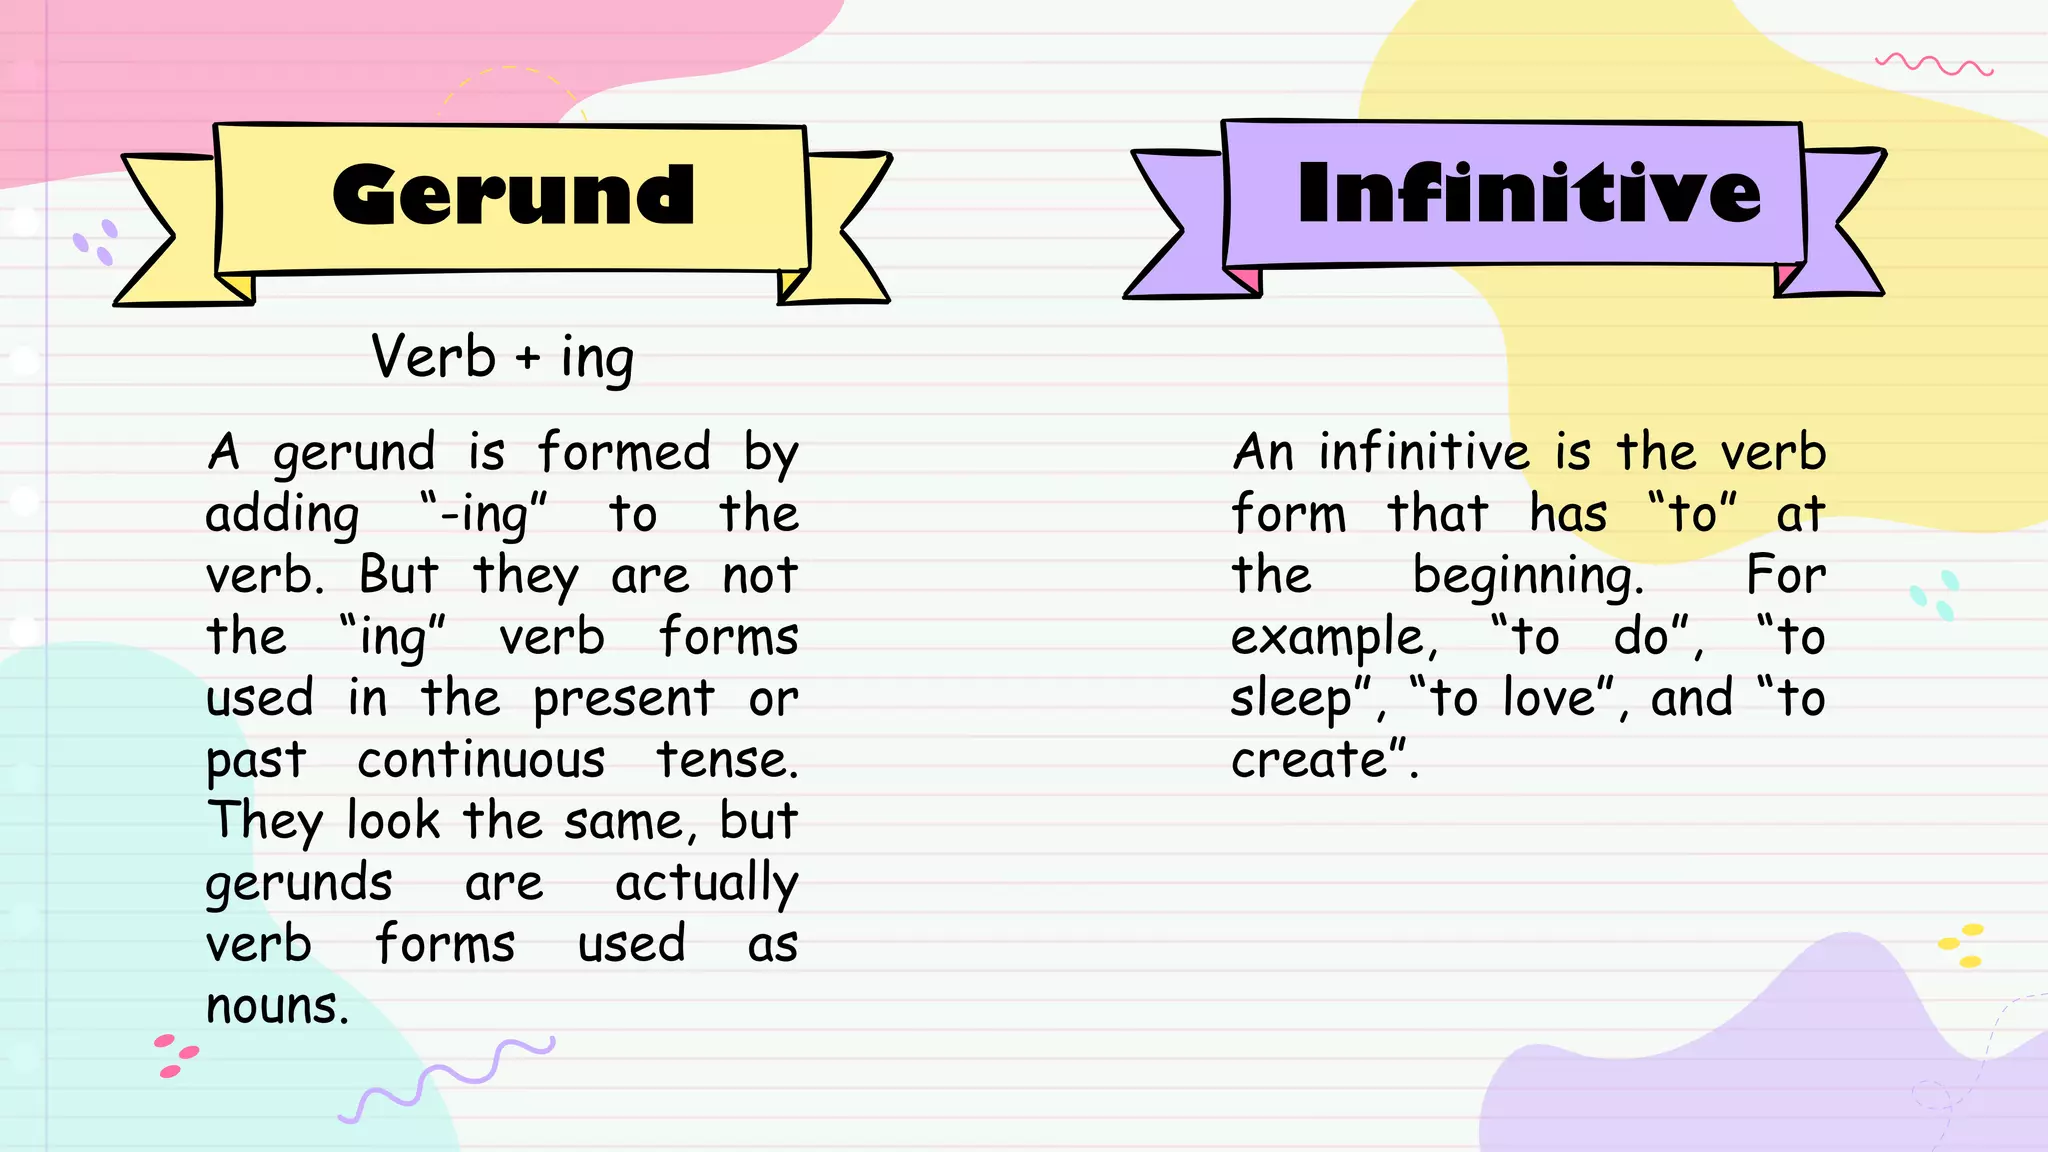 Gerund
Verb + ing
A gerund is formed by
adding “-ing” to the
verb. But they are not
the “ing” verb forms
used in the present or
past continuous tense.
They look the same, but
gerunds are actually
verb forms used as
nouns.
Infinitive
An infinitive is the verb
form that has “to” at
the beginning. For
example, “to do”, “to
sleep”, “to love”, and “to
create”.